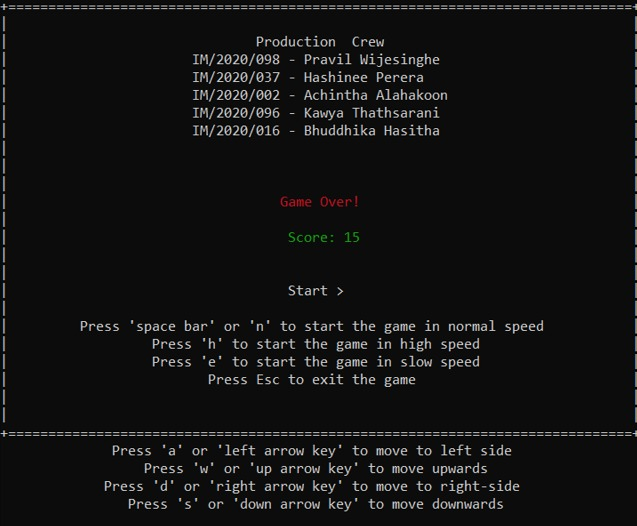 Production  Crew
IM/2020/098 - Pravil Wijesinghe
IM/2020/037 - Hashinee Perera
IM/2020/002 - Achintha Alahakoon
IM/2020/096 - Kawya Thathsarani
IM/2020/016 - Bhuddhika Hasitha
Game Over!
Score: 15
Start >
Press 'space bar' or 'n' to start the game in normal speed
Press 'h' to start the game in high speed
Press 'e' to start the game in slow speed
Press Esc to exit the game
Press 'a' or 'left arrow key' to move to left side
Press 'w' or 'up arrow key' to move upwards
Press 'd' or 'right arrow key' to move to right-side
Press 's' or 'down arrow key' to move downwards